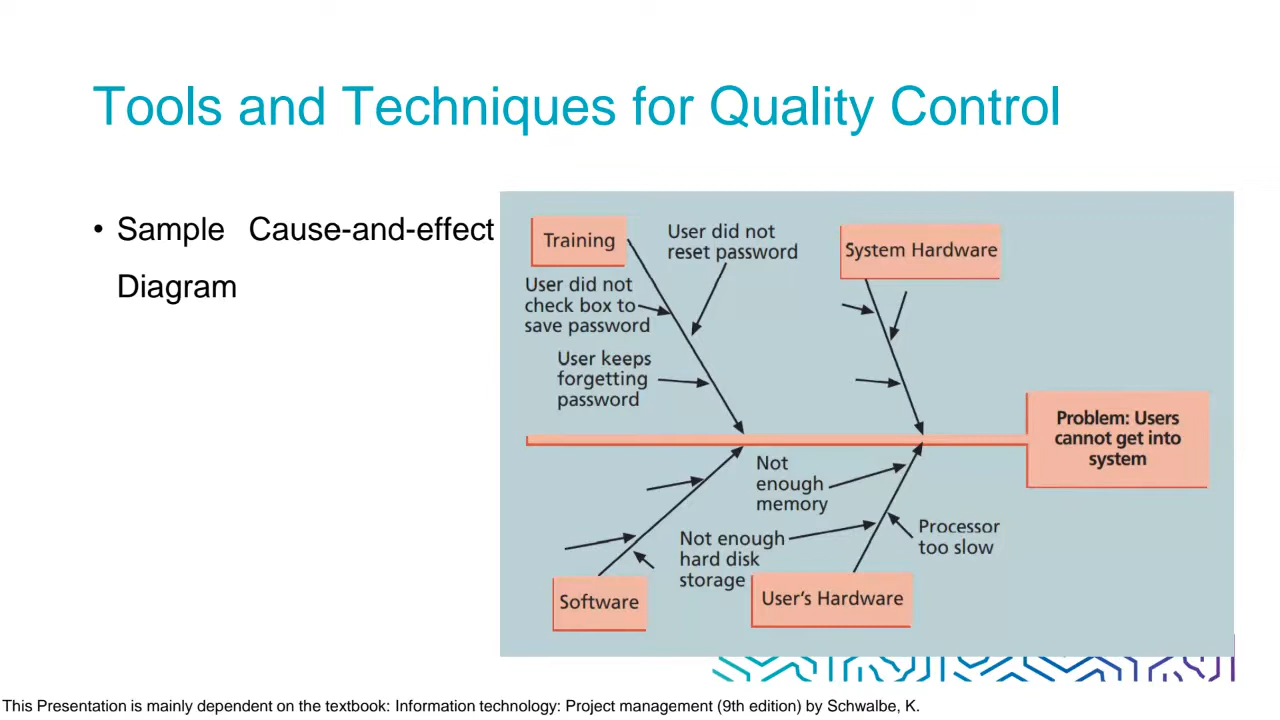 Tools and Techniques for Quality Control
• Sample Cause-and-effect
Diagram
Training
User did not
reset password
System Hardware
User did not
check box to
save password
User keeps
forgetting
password
Problem: Users
cannot get into
system
Not
enough
memory
Not enough
hard disk
storage
Processor
too slow
Software
User's Hardware
This Presentation is mainly dependent on the textbook: Information technology: Project management (9th edition) by Schwalbe, K.